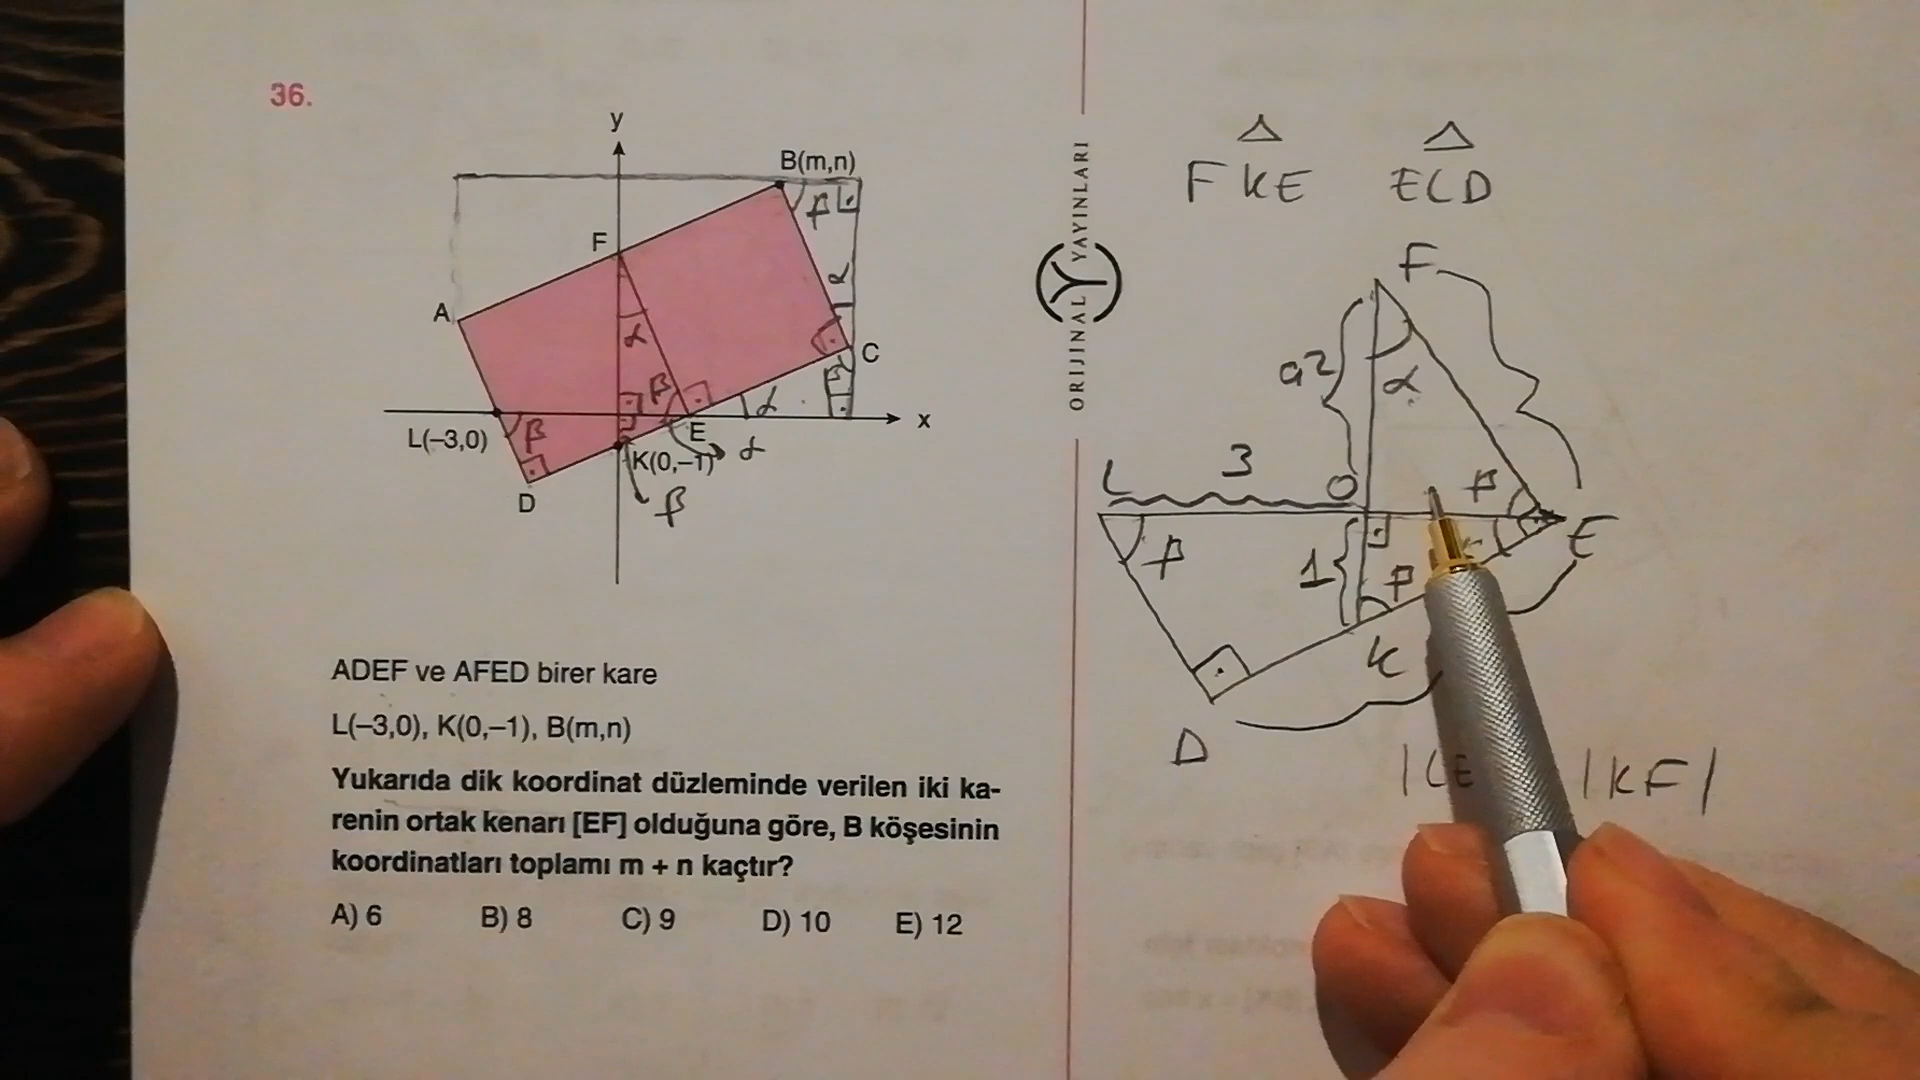 36.
y
B(m,n)
β
F
α
A
α
C
β
β
α
x
L(–3,0)
β
E
K(0,–1)
α
D
β
ADEF ve AFED birer kare
L(–3,0), K(0,–1), B(m,n)
Yukarıda dik koordinat düzleminde verilen iki ka-
renin ortak kenarı [EF] olduğuna göre, B köşesinin
koordinatları toplamı m + n kaçtır?
A) 6 B) 8 C) 9 D) 10 E) 12
ORIJINAL YAYINLARI
FKE ELD
F
a?
α
L
3
O
β
E
β
1
β
K
D
|LE
|KF|